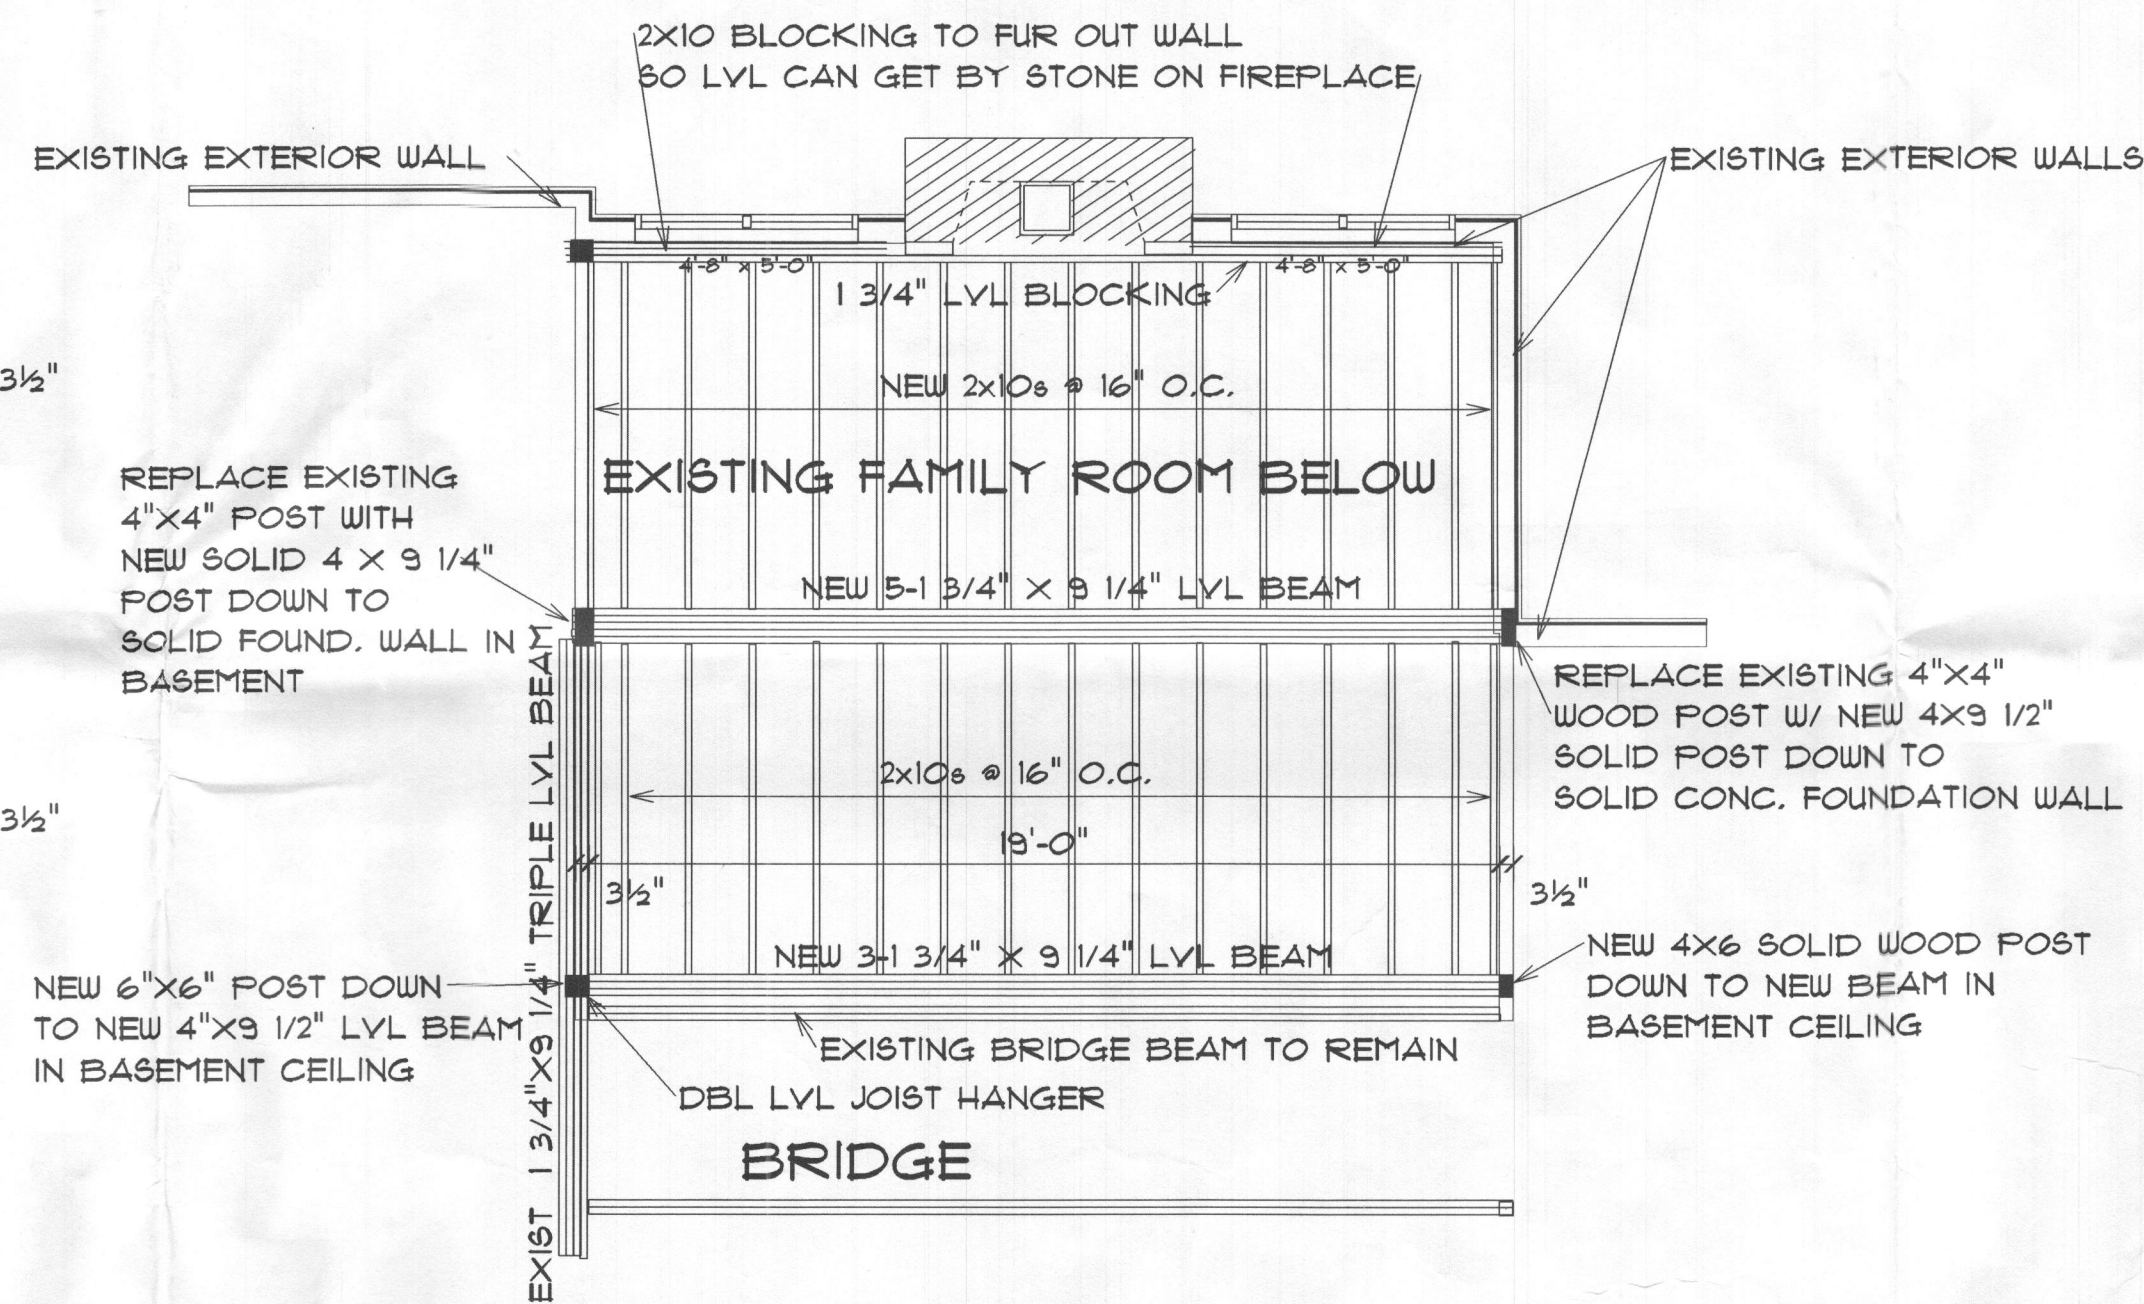 2X10 BLOCKING TO FUR OUT WALL
SO LVL CAN GET BY STONE ON FIREPLACE
EXISTING EXTERIOR WALL
EXISTING EXTERIOR WALLS
4'-8" x 5'-0"
4'-8" x 5'-0"
1 3/4" LVL BLOCKING
3½"
NEW 2x10s @ 16" O.C.
EXISTING FAMILY ROOM BELOW
REPLACE EXISTING
4"X4" POST WITH
NEW SOLID 4 X 9 1/4"
POST DOWN TO
SOLID FOUND. WALL IN
BASEMENT
NEW 5-1 3/4" X 9 1/4" LVL BEAM
REPLACE EXISTING 4"X4"
WOOD POST W/ NEW 4X9 1/2"
SOLID POST DOWN TO
SOLID CONC. FOUNDATION WALL
2x10s @ 16" O.C.
3½"
19'-0"
3½"
3½"
EXIST 1 3/4"X9 1/4" TRIPLE LVL BEAM
NEW 3-1 3/4" X 9 1/4" LVL BEAM
NEW 4X6 SOLID WOOD POST
DOWN TO NEW BEAM IN
BASEMENT CEILING
NEW 6"X6" POST DOWN
TO NEW 4"X9 1/2" LVL BEAM
IN BASEMENT CEILING
EXISTING BRIDGE BEAM TO REMAIN
DBL LVL JOIST HANGER
BRIDGE